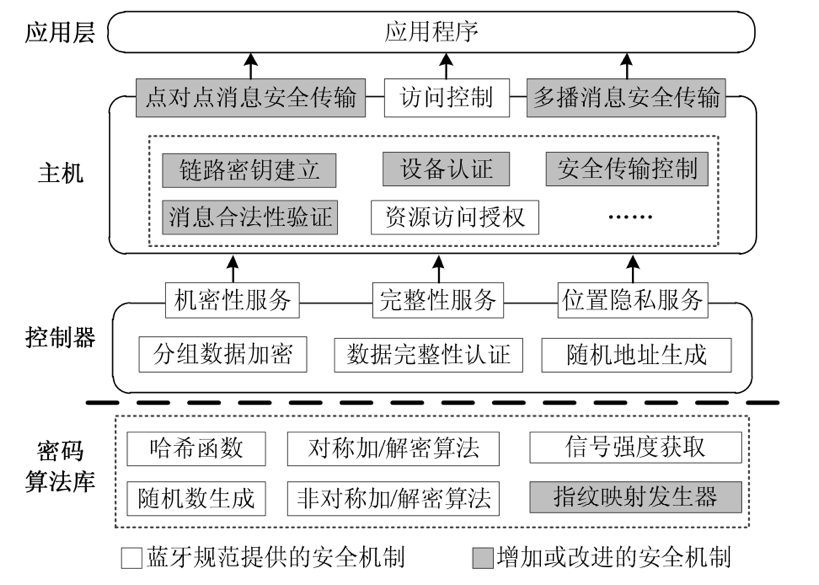 应用层
应用程序
点对点消息安全传输 访问控制 多播消息安全传输
主机
链路密钥建立 设备认证 安全传输控制
消息合法性验证 资源访问授权 ……
机密性服务 完整性服务 位置隐私服务
控制器
分组数据加密 数据完整性认证 随机地址生成
密码
算法库
哈希函数 对称加/解密算法 信号强度获取
随机数生成 非对称加/解密算法 指纹映射发生器
蓝牙规范提供的安全机制 增加或改进的安全机制